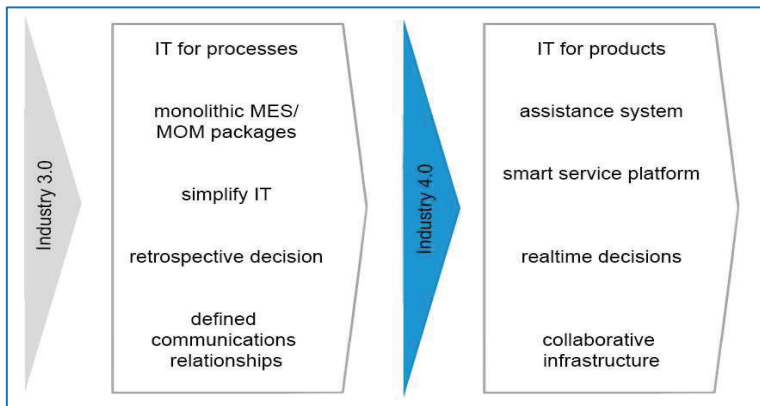 Industry 3.0
IT for processes
monolithic MES/
MOM packages
simplify IT
retrospective decision
defined
communications
relationships
Industry 4.0
IT for products
assistance system
smart service platform
realtime decisions
collaborative
infrastructure